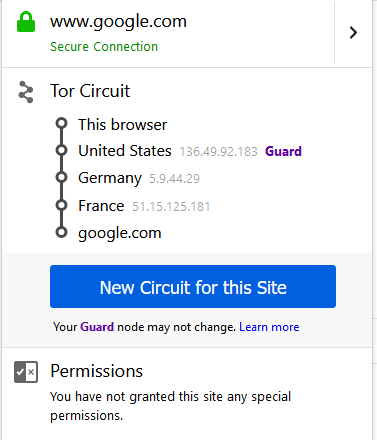 www.google.com
Secure Connection
Tor Circuit
This browser
United States 136.49.92.183 Guard
Germany 5.9.44.29
France 51.15.125.181
google.com
New Circuit for this Site
Your Guard node may not change. Learn more
Permissions
You have not granted this site any special
permissions.